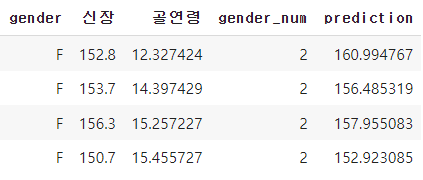 gender 신장 골연령 gender_num prediction
F 152.8 12.327424 2 160.994767
F 153.7 14.397429 2 156.485319
F 156.3 15.257227 2 157.955083
F 150.7 15.455727 2 152.923085